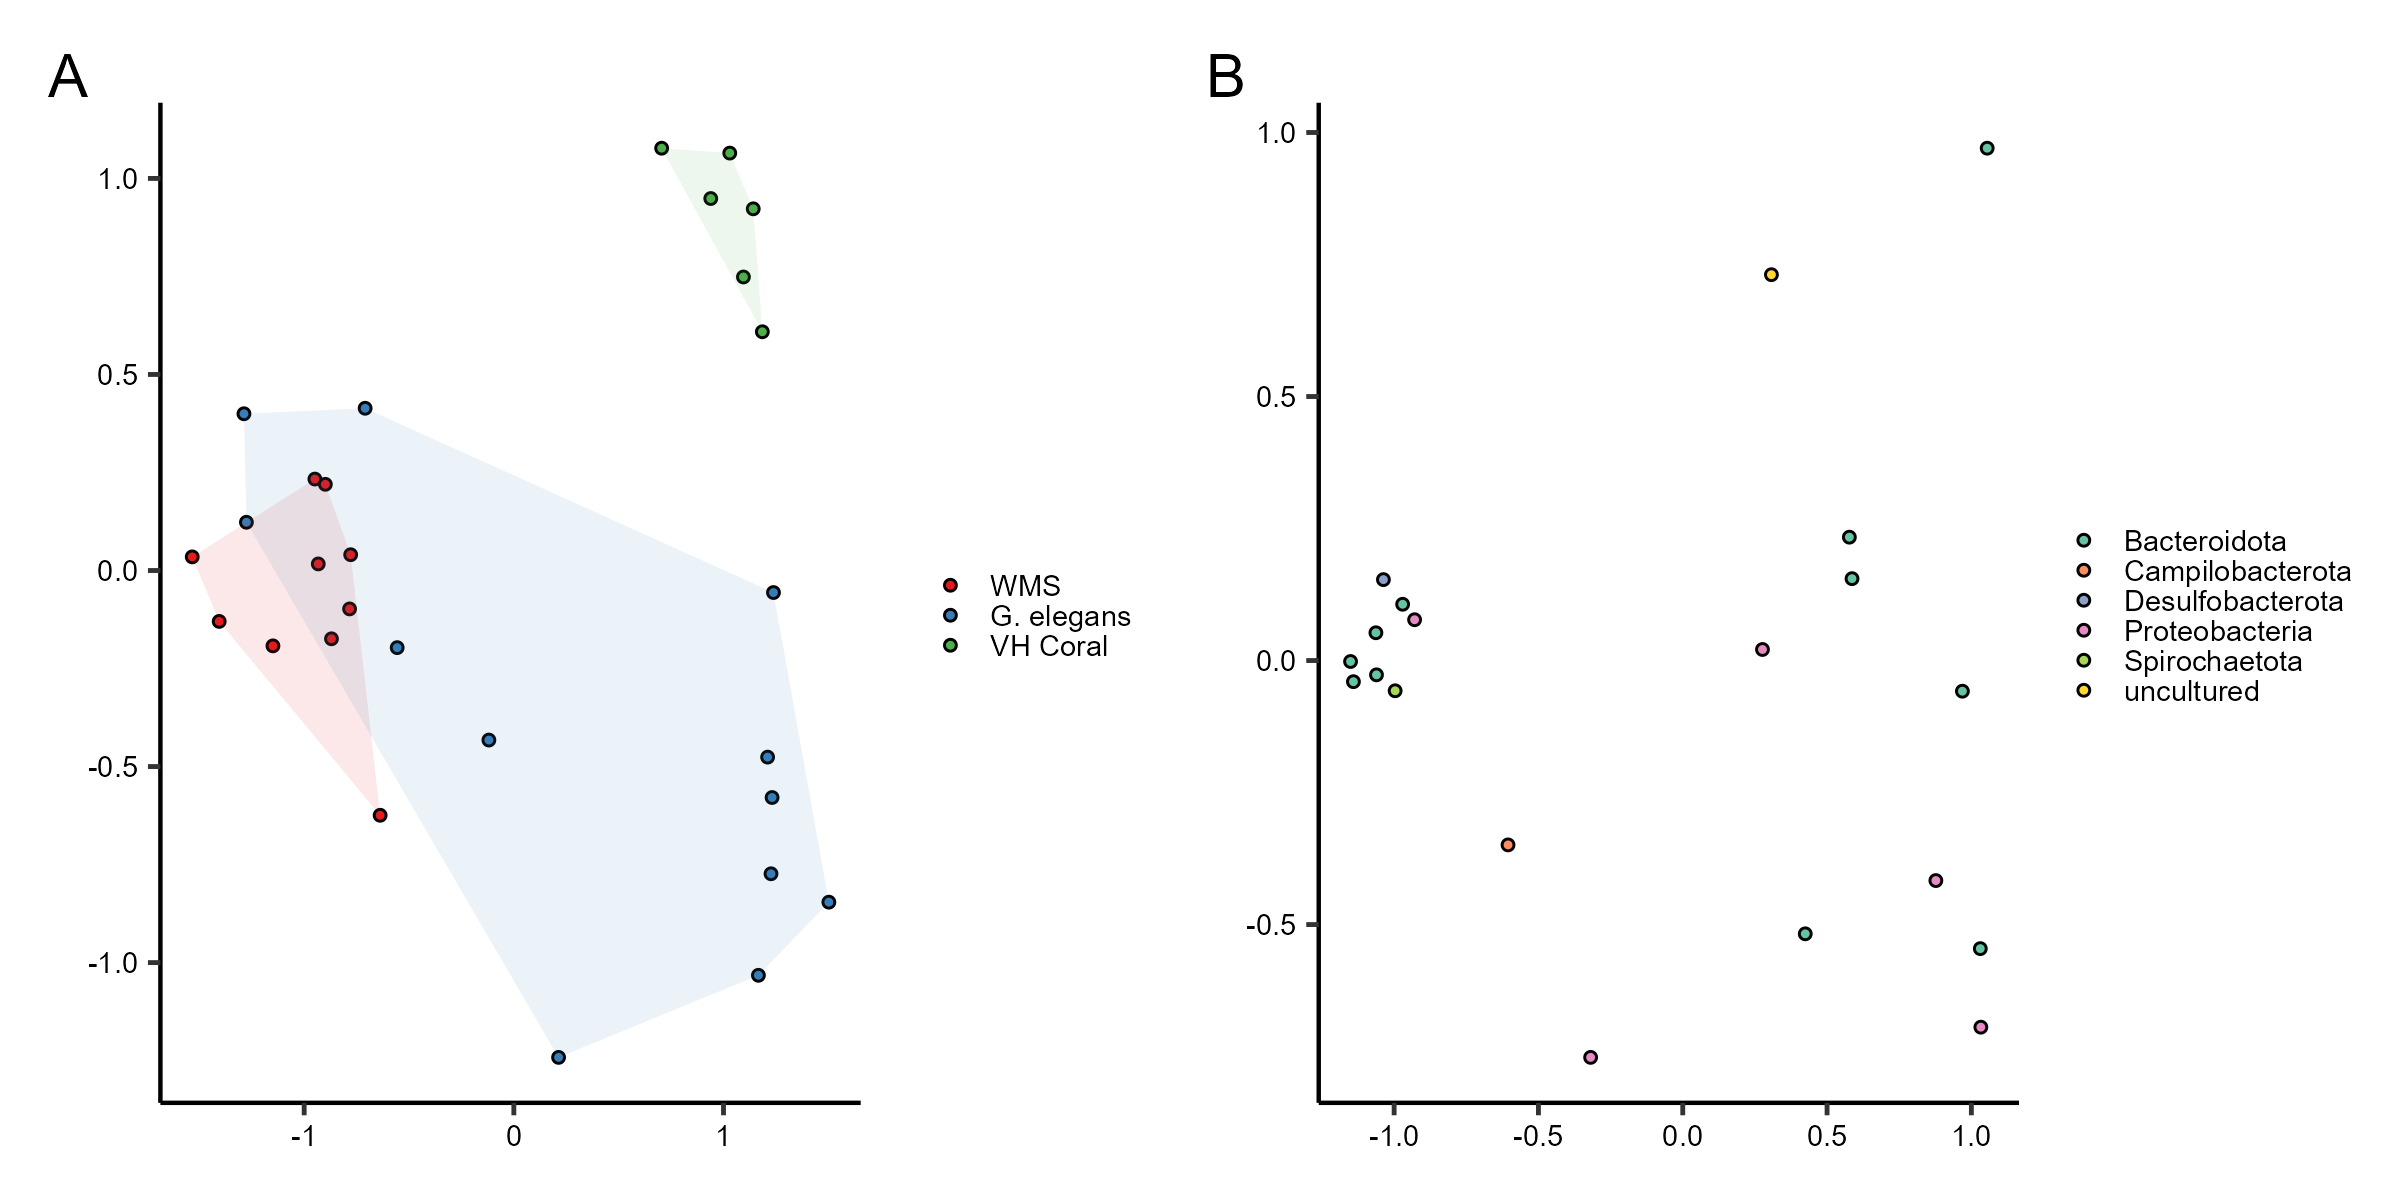 A
1.0
0.5
0.0
-0.5
-1.0
-1
0
1
WMS
G. elegans
VH Coral
B
1.0
0.5
0.0
-0.5
-1.0
-0.5
0.0
0.5
1.0
Bacteroidota
Campilobacterota
Desulfobacterota
Proteobacteria
Spirochaetota
uncultured